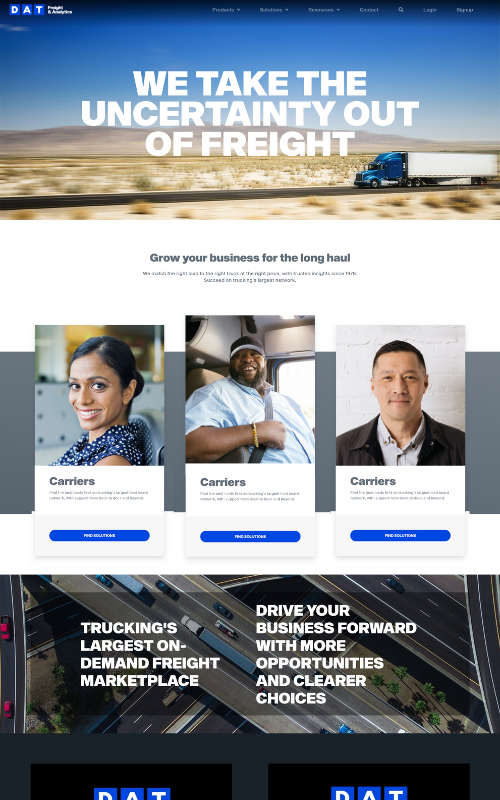 DAT Freight & Analytics
Products Solutions Resources Contact Login Signup
WE TAKE THE
UNCERTAINTY OUT
OF FREIGHT
Grow your business for the long haul
We match the right load to the right truck at the right price, with trusted insights since 1978.
Succeed on trucking's largest network.
Carriers
Find the best loads first on trucking's largest load board
network, with support from door to dock and beyond.
FIND SOLUTIONS
Carriers
Find the best loads first on trucking's largest load board
network, with support from door to dock and beyond.
FIND SOLUTIONS
Carriers
Find the best loads first on trucking's largest load board
network, with support from door to dock and beyond.
FIND SOLUTIONS
TRUCKING'S
LARGEST ON-
DEMAND FREIGHT
MARKETPLACE
DRIVE YOUR
BUSINESS FORWARD
WITH MORE
OPPORTUNITIES
AND CLEARER
CHOICES
DAT
DAT